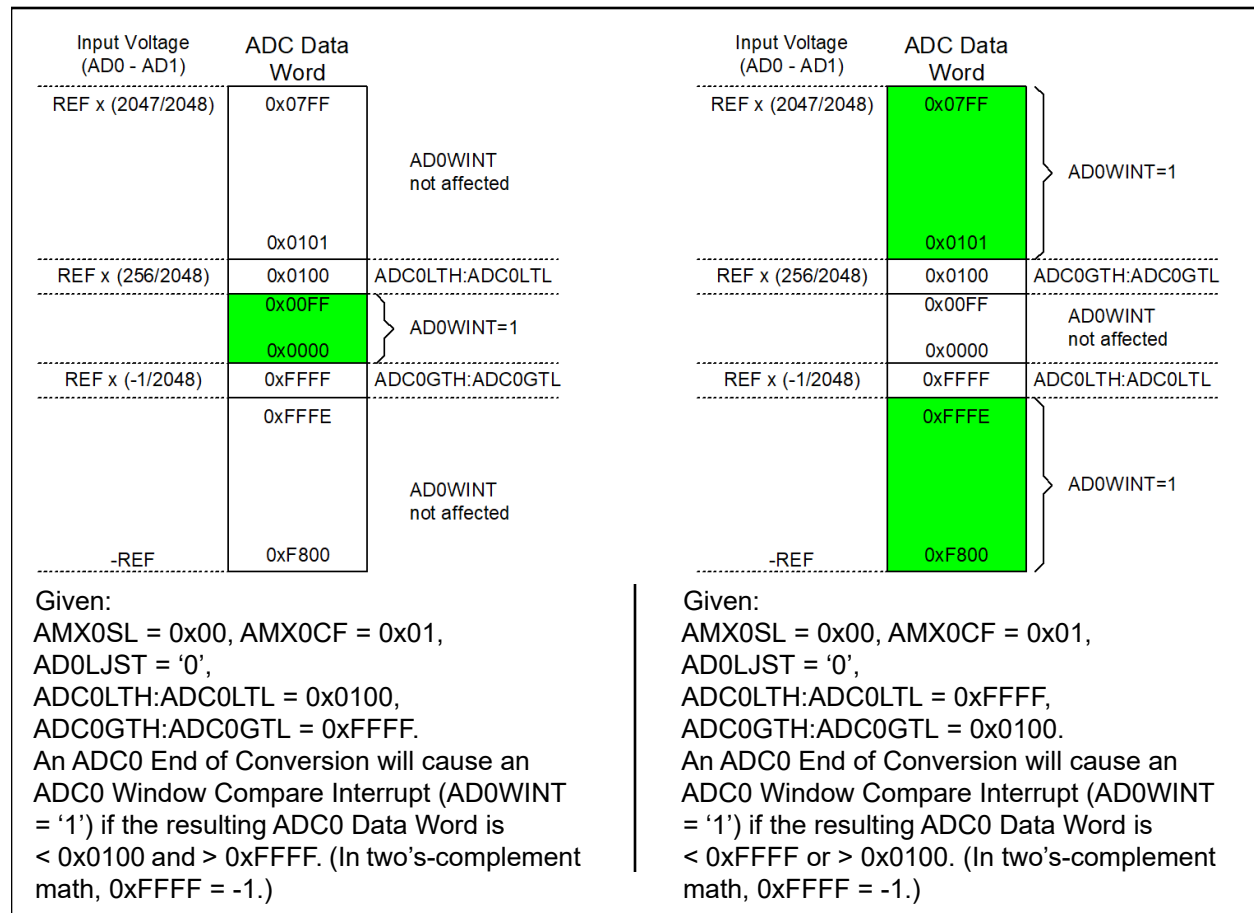 Input Voltage
(AD0 - AD1)
ADC Data
Word
REF x (2047/2048)
0x07FF
AD0WINT
not affected
0x0101
REF x (256/2048)
0x0100
ADC0LTH:ADC0LTL
0x00FF
AD0WINT=1
0x0000
REF x (-1/2048)
0xFFFF
ADC0GTH:ADC0GTL
0xFFFE
AD0WINT
not affected
-REF
0xF800
Given:
AMX0SL = 0x00, AMX0CF = 0x01,
AD0LJST = ‘0’,
ADC0LTH:ADC0LTL = 0x0100,
ADC0GTH:ADC0GTL = 0xFFFF.
An ADC0 End of Conversion will cause an
ADC0 Window Compare Interrupt (AD0WINT
= ‘1’) if the resulting ADC0 Data Word is
< 0x0100 and > 0xFFFF. (In two’s-complement
math, 0xFFFF = -1.)
Input Voltage
(AD0 - AD1)
ADC Data
Word
REF x (2047/2048)
0x07FF
AD0WINT=1
0x0101
REF x (256/2048)
0x0100
ADC0GTH:ADC0GTL
0x00FF
AD0WINT
not affected
0x0000
REF x (-1/2048)
0xFFFF
ADC0LTH:ADC0LTL
0xFFFE
AD0WINT=1
-REF
0xF800
Given:
AMX0SL = 0x00, AMX0CF = 0x01,
AD0LJST = ‘0’,
ADC0LTH:ADC0LTL = 0xFFFF,
ADC0GTH:ADC0GTL = 0x0100.
An ADC0 End of Conversion will cause an
ADC0 Window Compare Interrupt (AD0WINT
= ‘1’) if the resulting ADC0 Data Word is
< 0xFFFF or > 0x0100. (In two’s-complement
math, 0xFFFF = -1.)